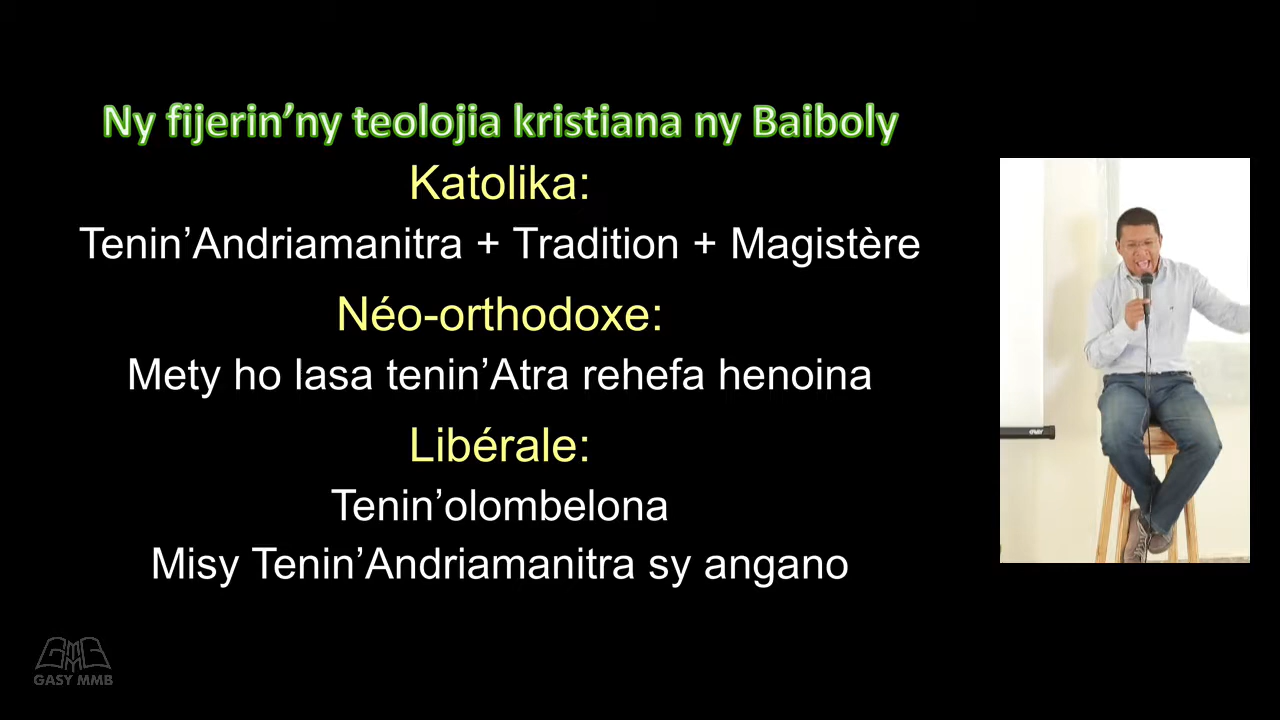 Ny fijerin’ny teolojia kristiana ny Baiboly
Katolika:
Tenin’Andriamanitra + Tradition + Magistère
Néo-orthodoxe:
Mety ho lasa tenin’Atra rehefa henoina
Libérale:
Tenin’olombelona
Misy Tenin’Andriamanitra sy angano
GASY MMB